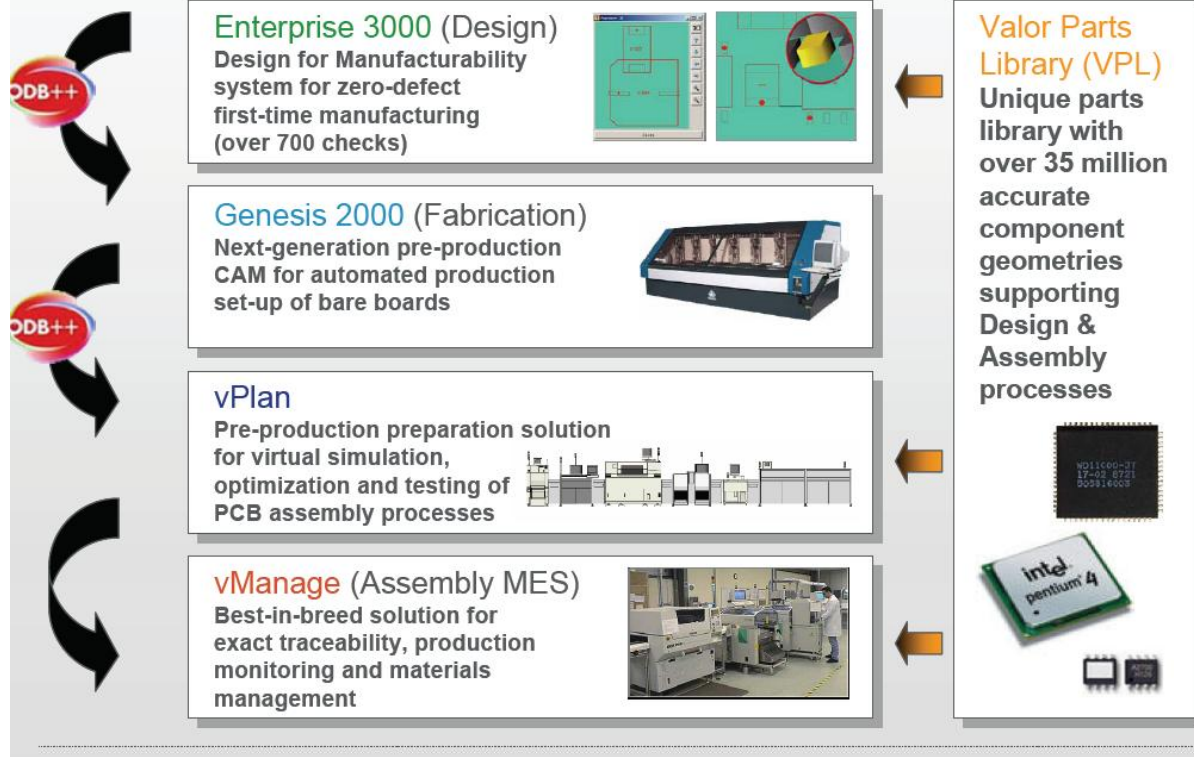 ODB++
Enterprise 3000 (Design)
Design for Manufacturability
system for zero-defect
first-time manufacturing
(over 700 checks)
Genesis 2000 (Fabrication)
Next-generation pre-production
CAM for automated production
set-up of bare boards
ODB++
vPlan
Pre-production preparation solution
for virtual simulation,
optimization and testing of
PCB assembly processes
vManage (Assembly MES)
Best-in-breed solution for
exact traceability, production
monitoring and materials
management
Valor Parts
Library (VPL)
Unique parts
library with
over 35 million
accurate
component
geometries
supporting
Design &
Assembly
processes
17-02 8721
intel
pentium 4